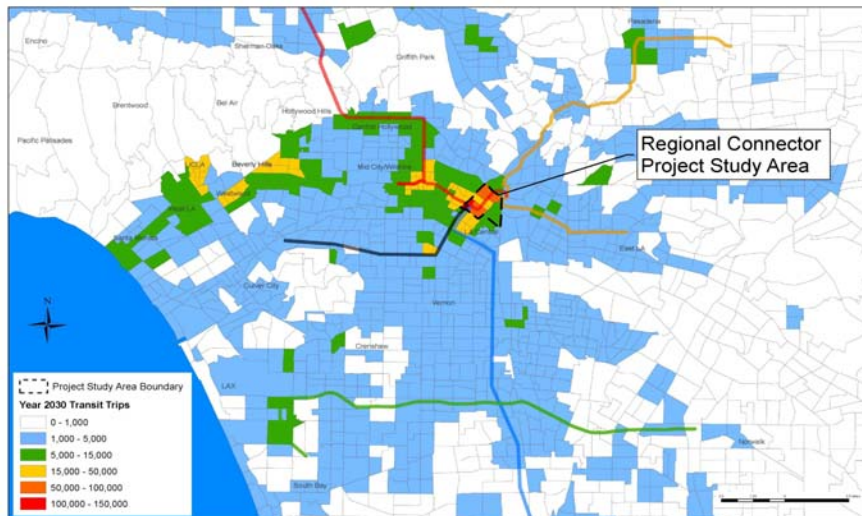 Pasadena
Encino
Sherman Oaks
Griffith Park
Brentwood
Bel Air
Hollywood Hills
Pacific Palisades
Central Hollywood
Regional Connector
Project Study Area
UCLA
Beverly Hills
Mid City/Wilshire
Westwood
West LA
Santa Monica
LA Central
East LA
N
Culver City
Vernon
Crenshaw
LAX
Norwalk
South Bay
Project Study Area Boundary
Year 2030 Transit Trips
0 - 1,000
1,000 - 5,000
5,000 - 15,000
15,000 - 50,000
50,000 - 100,000
100,000 - 150,000